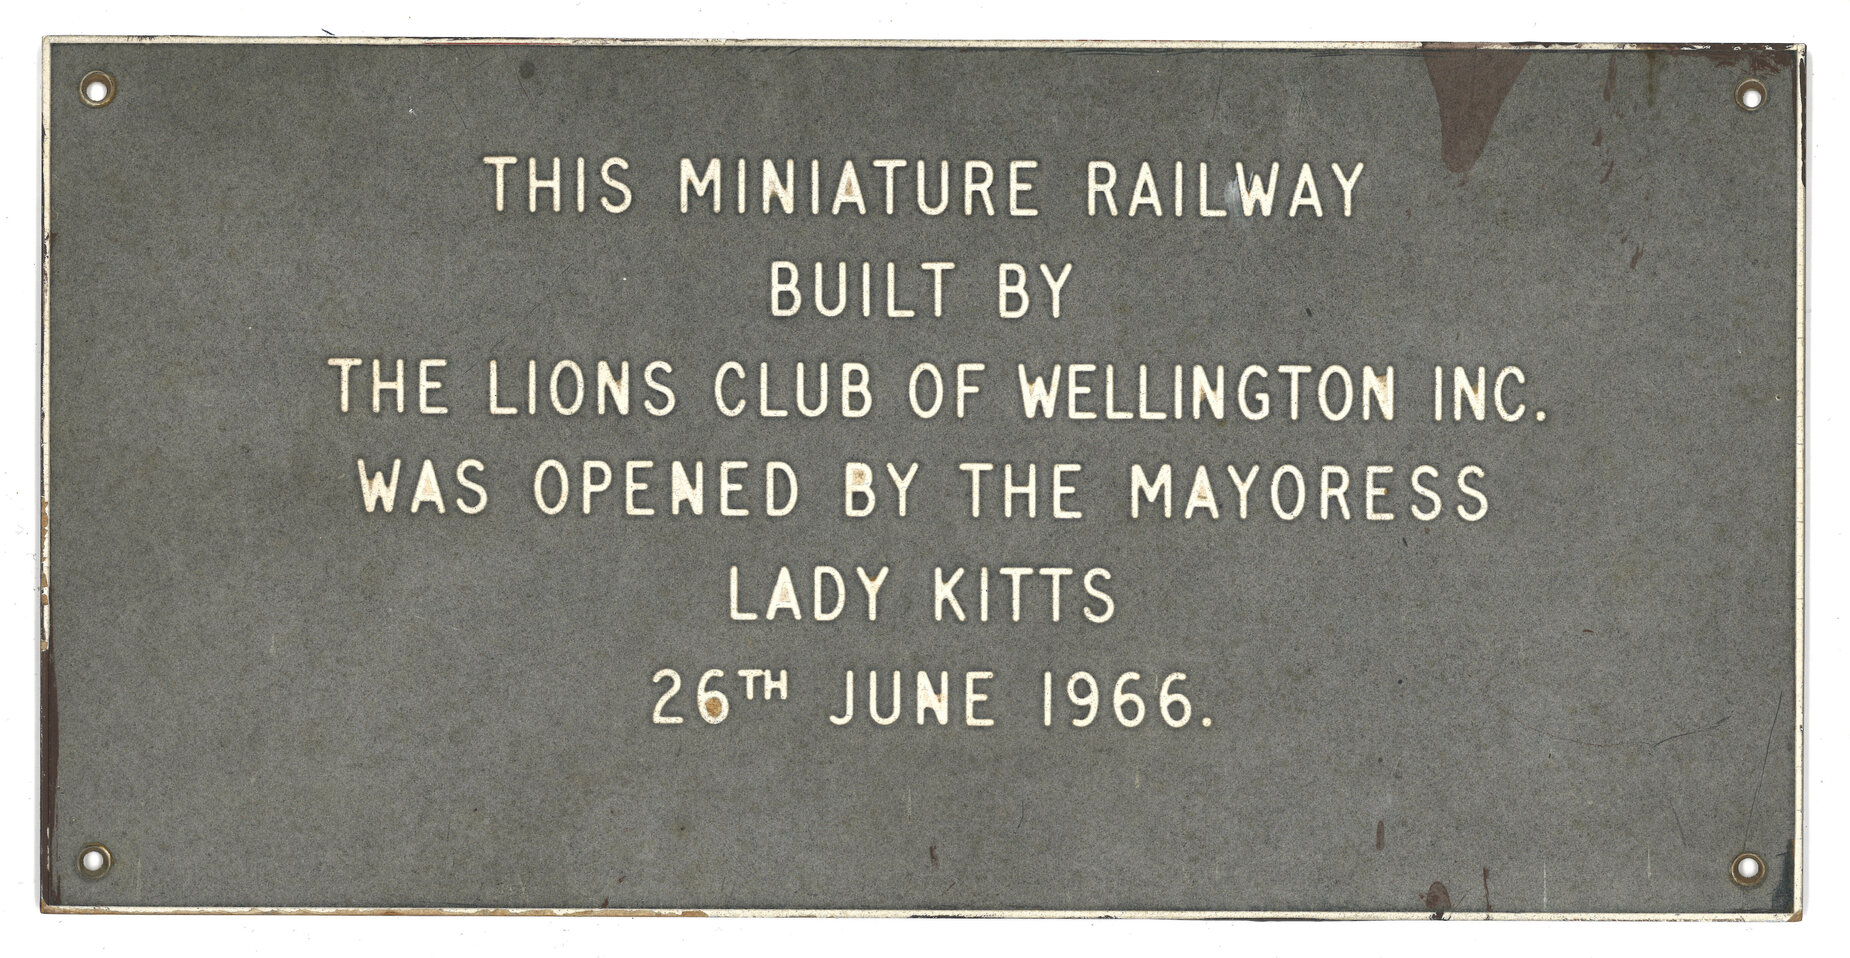 THIS MINIATURE RAILWAY
BUILT BY
THE LIONS CLUB OF WELLINGTON INC.
WAS OPENED BY THE MAYORESS
LADY KITTS
26TH JUNE 1966.